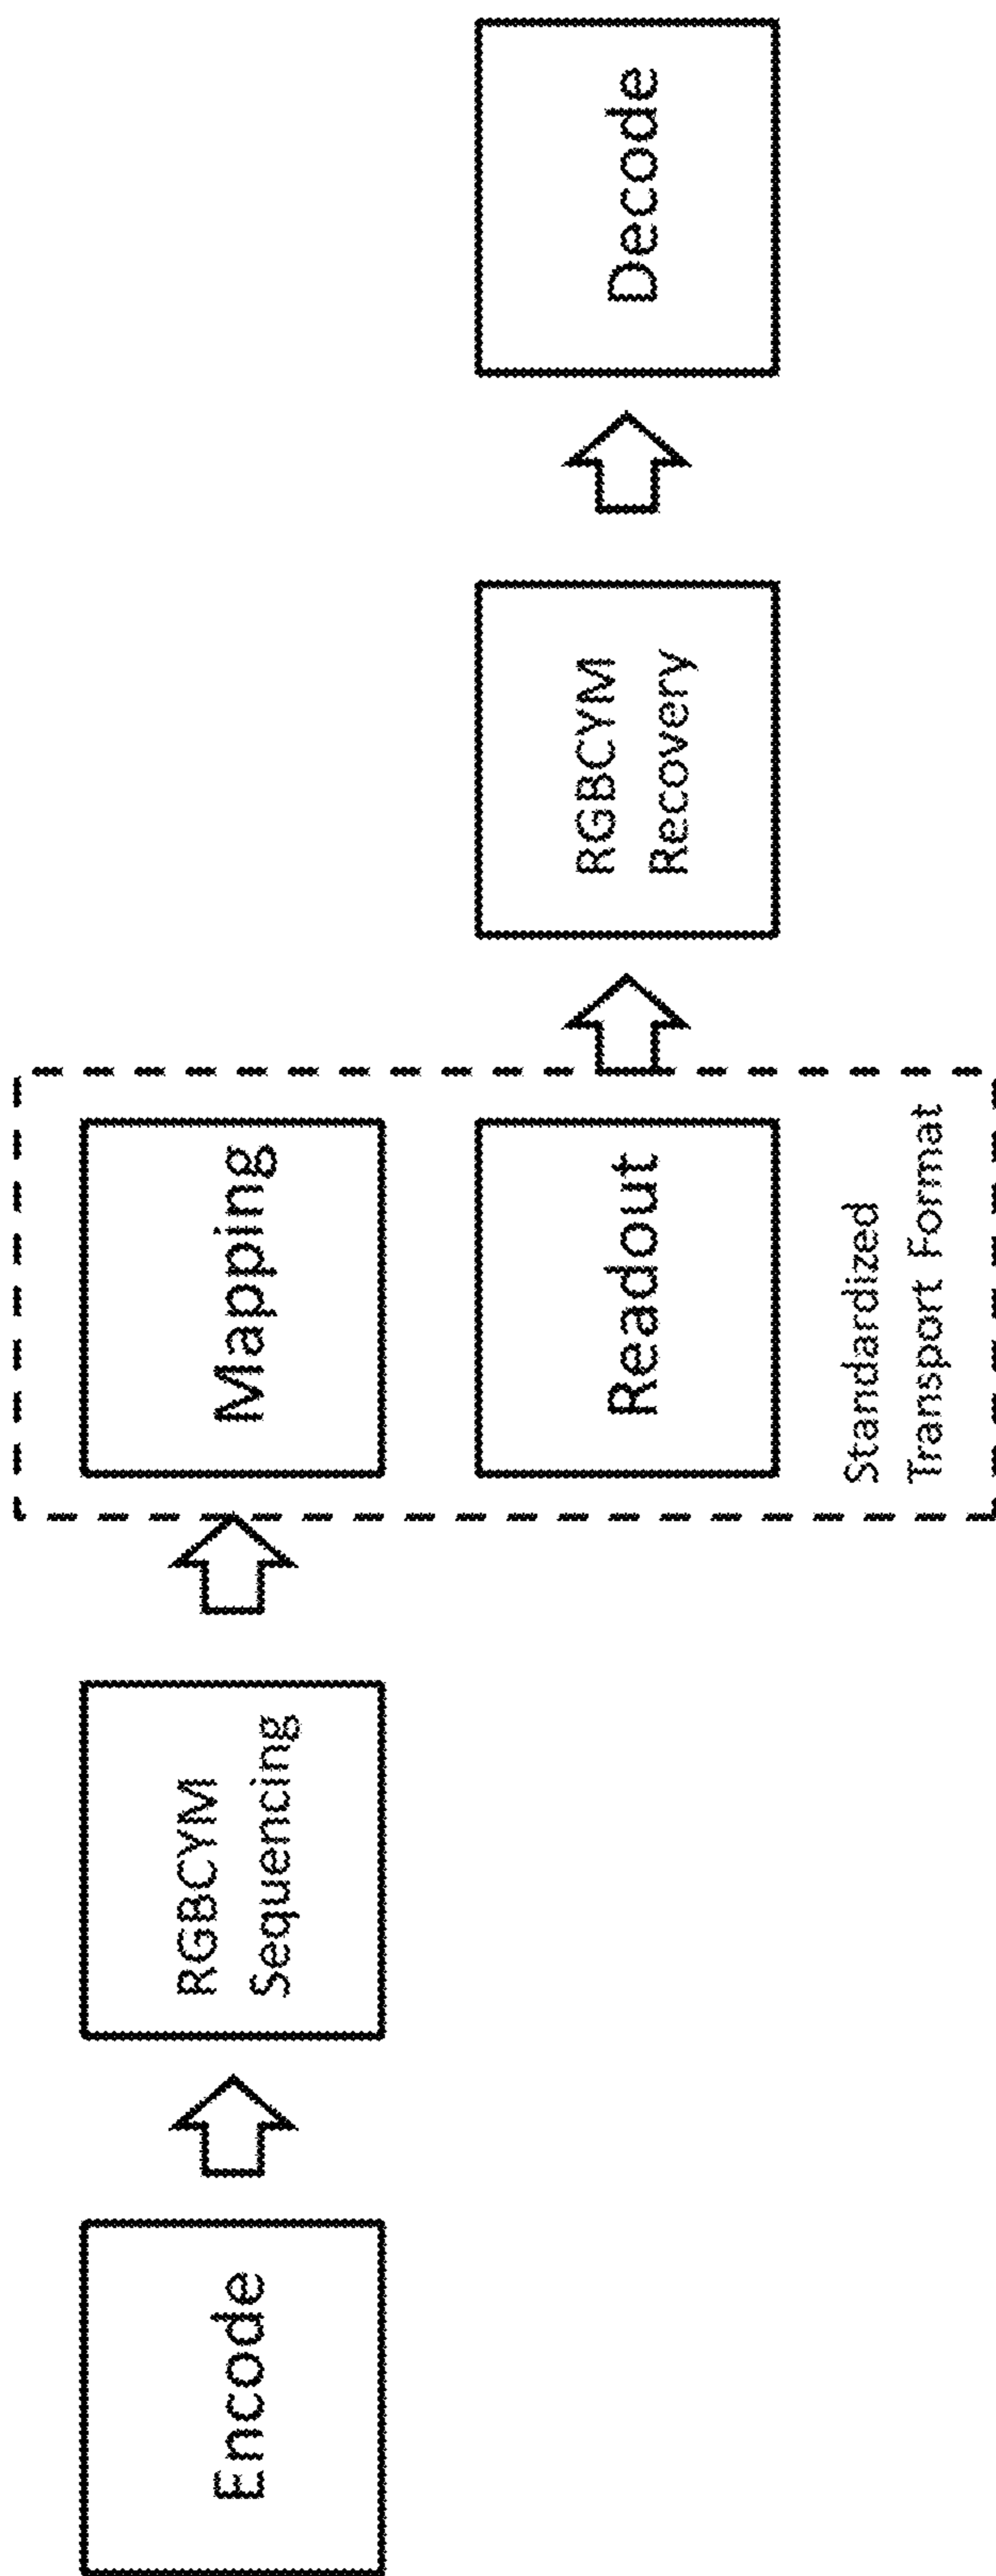 Encode
RGBCYM
Sequencing
Mapping
Readout
Standardized
Transport Format
RGBCYM
Recovery
Decode